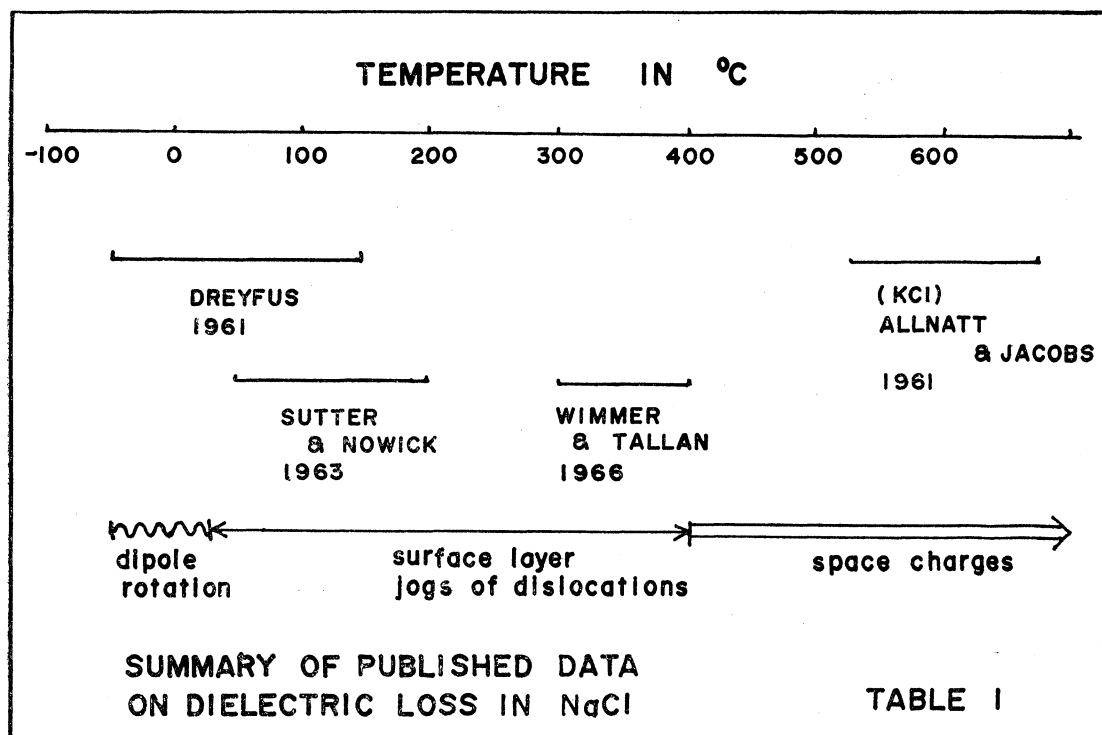 TEMPERATURE IN °C
-100 0 100 200 300 400 500 600
DREYFUS
1961
(KCl)
ALLNATT
& JACOBS
1961
SUTTER
& NOWICK
1963
WIMMER
& TALLAN
1966
dipole
rotation
surface layer
jogs of dislocations
space charges
SUMMARY OF PUBLISHED DATA
ON DIELECTRIC LOSS IN NaCl
TABLE I